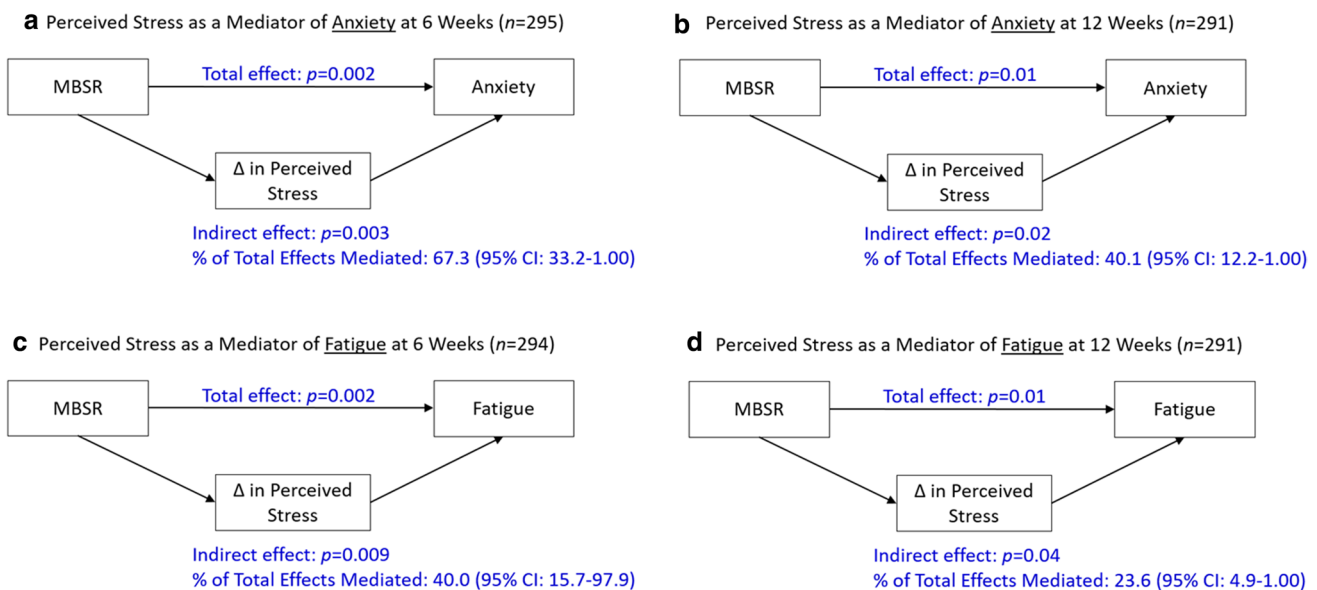 a Perceived Stress as a Mediator of Anxiety at 6 Weeks (n=295)
MBSR
Total effect: p=0.002
Anxiety
Δ in Perceived
Stress
Indirect effect: p=0.003
% of Total Effects Mediated: 67.3 (95% CI: 33.2-1.00)
b Perceived Stress as a Mediator of Anxiety at 12 Weeks (n=291)
MBSR
Total effect: p=0.01
Anxiety
Δ in Perceived
Stress
Indirect effect: p=0.02
% of Total Effects Mediated: 40.1 (95% CI: 12.2-1.00)
c Perceived Stress as a Mediator of Fatigue at 6 Weeks (n=294)
MBSR
Total effect: p=0.002
Fatigue
Δ in Perceived
Stress
Indirect effect: p=0.009
% of Total Effects Mediated: 40.0 (95% CI: 15.7-97.9)
d Perceived Stress as a Mediator of Fatigue at 12 Weeks (n=291)
MBSR
Total effect: p=0.01
Fatigue
Δ in Perceived
Stress
Indirect effect: p=0.04
% of Total Effects Mediated: 23.6 (95% CI: 4.9-1.00)